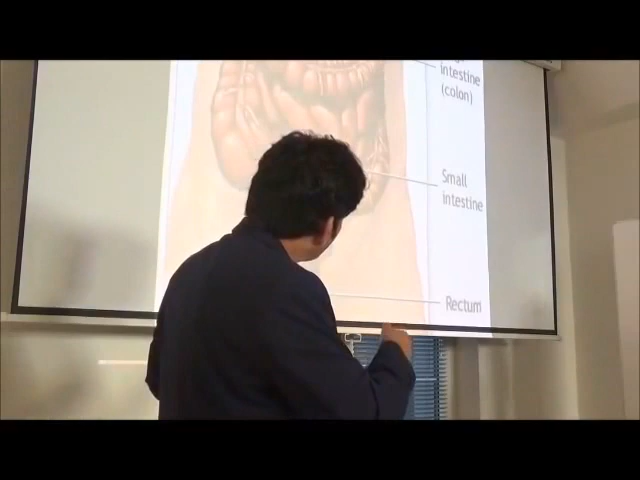 intestine
(colon)
Small
intestine
Rectum